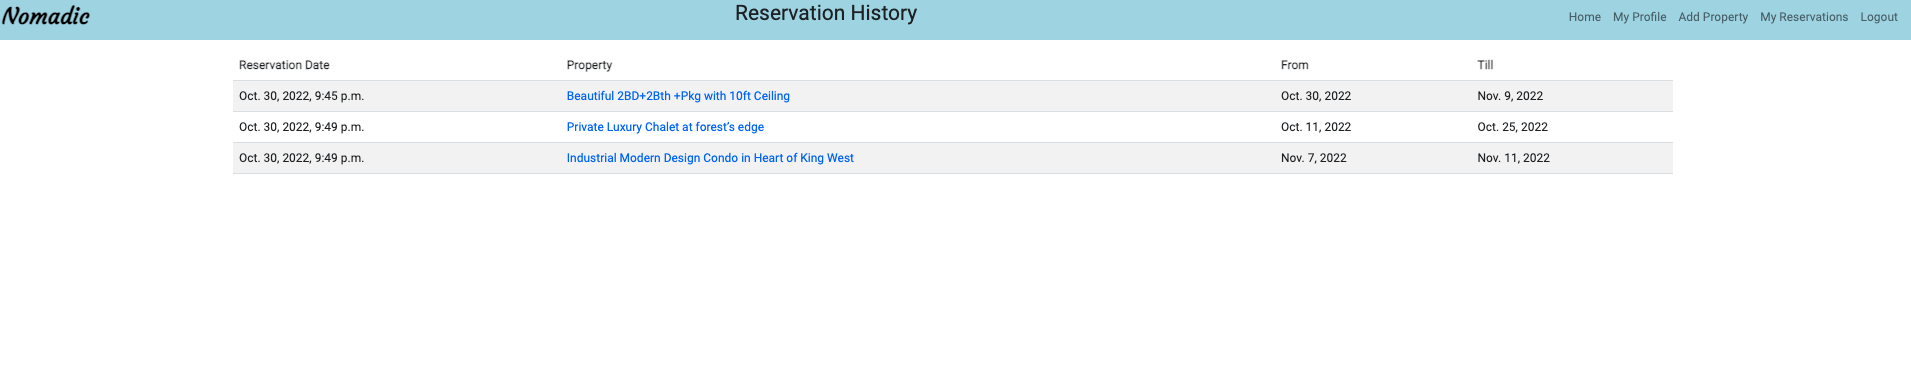 Nomadic
Reservation History
Home My Profile Add Property My Reservations Logout
Reservation Date Property From Till
Oct. 30, 2022, 9:45 p.m. Beautiful 2BD+2Bth +Pkg with 10ft Ceiling Oct. 30, 2022 Nov. 9, 2022
Oct. 30, 2022, 9:49 p.m. Private Luxury Chalet at forest’s edge Oct. 11, 2022 Oct. 25, 2022
Oct. 30, 2022, 9:49 p.m. Industrial Modern Design Condo in Heart of King West Nov. 7, 2022 Nov. 11, 2022